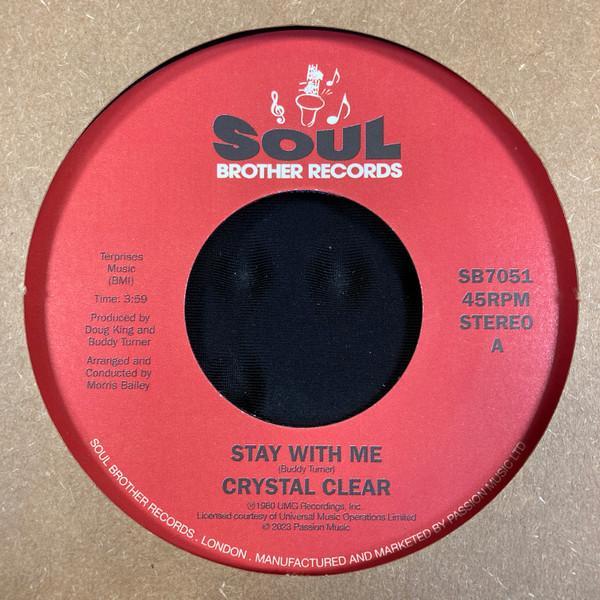 SOUL
BROTHER RECORDS
Terprises
Music
(BMI)
Time: 3:59
Produced by
Doug King and
Buddy Turner
Arranged and
Conducted by
Morris Bailey
SB7051
45RPM
STEREO
A
STAY WITH ME
(Buddy Turner)
CRYSTAL CLEAR
℗1980 UMG Recordings, Inc.
Licensed courtesy of Universal Music Operations Limited
© 2023 Passion Music
SOUL BROTHER RECORDS . LONDON . MANUFACTURED AND MARKETED BY PASSION MUSIC LTD